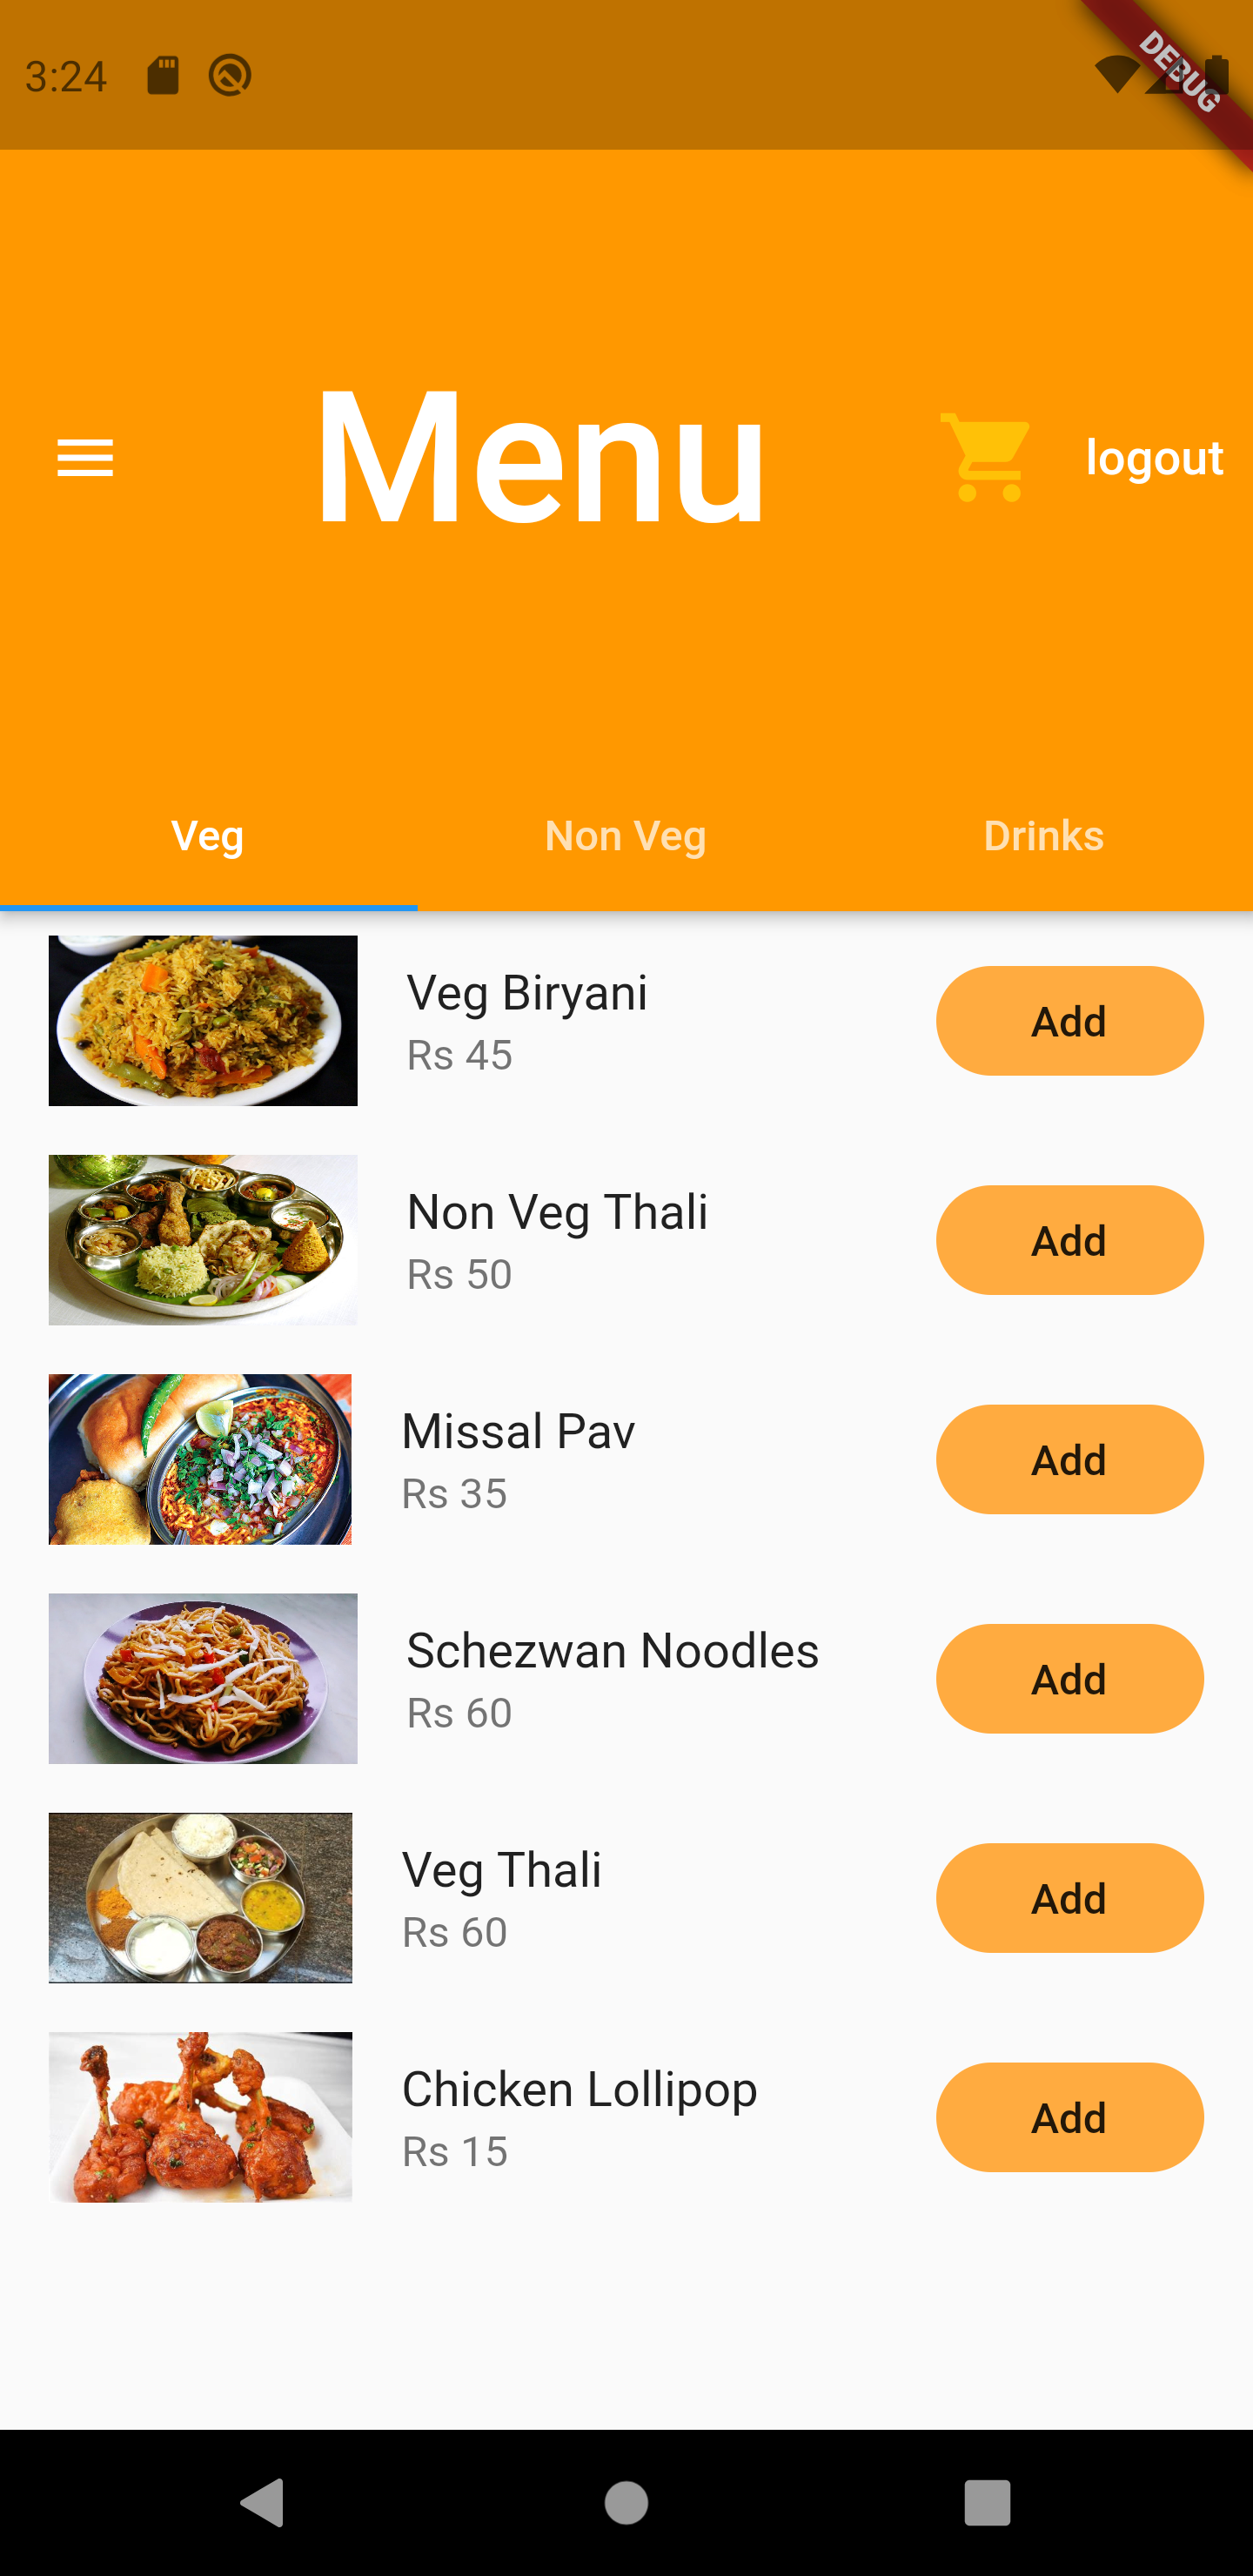 3:24
DEBUG
Menu
logout
Veg
Non Veg
Drinks
Veg Biryani
Rs 45
Add
Non Veg Thali
Rs 50
Add
Missal Pav
Rs 35
Add
Schezwan Noodles
Rs 60
Add
Veg Thali
Rs 60
Add
Chicken Lollipop
Rs 15
Add